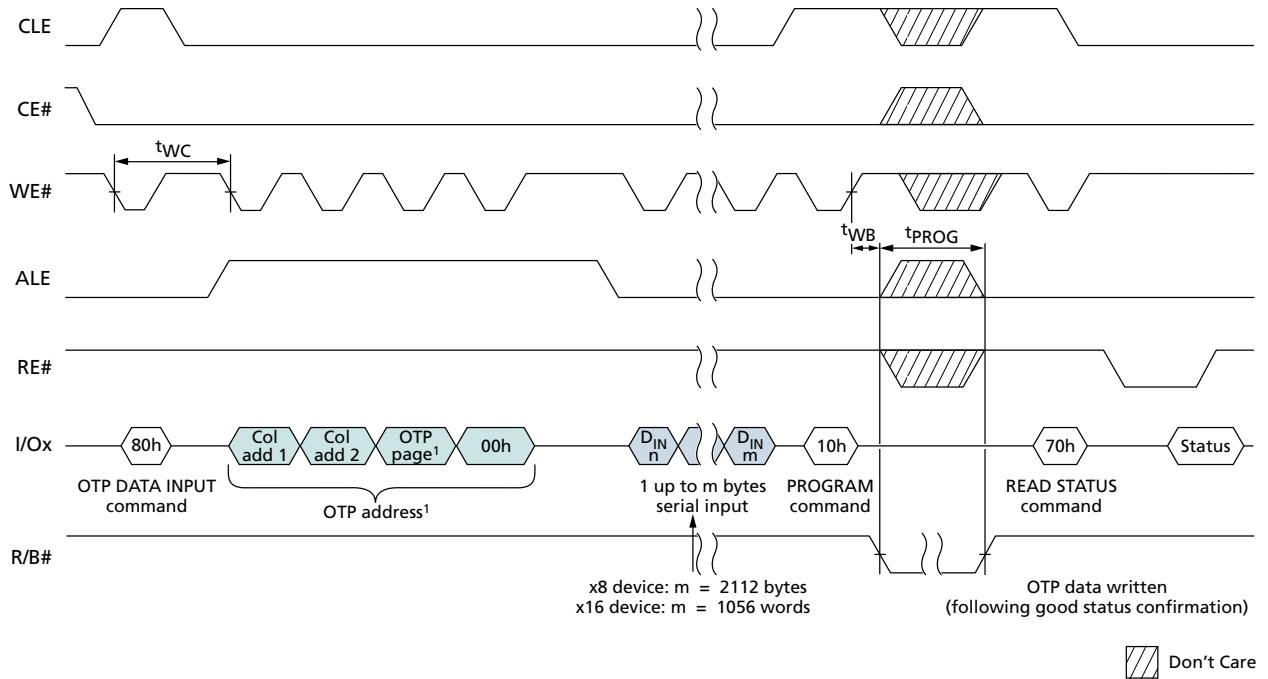 CLE
CE#
tWC
WE#
tWB
tPROG
ALE
RE#
I/Ox
80h
Col
add 1
Col
add 2
OTP
page1
00h
DIN
n
DIN
m
10h
70h
Status
OTP DATA INPUT
command
OTP address1
1 up to m bytes
serial input
PROGRAM
command
READ STATUS
command
R/B#
x8 device: m = 2112 bytes
x16 device: m = 1056 words
OTP data written
(following good status confirmation)
Don't Care